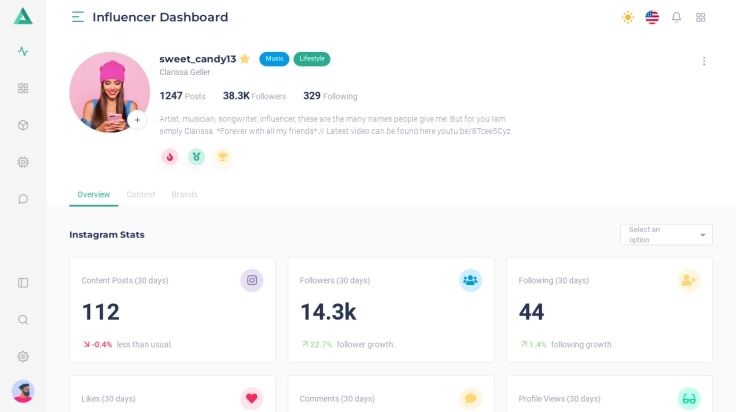 Influencer Dashboard
sweet_candy13 Music Lifestyle
Clarissa Geller
1247 Posts 38.3K Followers 329 Following
Artist, musician, songwriter, influencer, these are the many names people give me. But for you Iam
simply Clarissa. *Forever with all my friends* // Latest video can be found here youtu.be/8Tcee5Cyz
Overview Content Brands
Instagram Stats
Select an
option
Content Posts (30 days) Followers (30 days) Following (30 days)
112 14.3k 44
-0.4% less than usual. 22.7% follower growth. 1.4% following growth.
Likes (30 days) Comments (30 days) Profile Views (30 days)